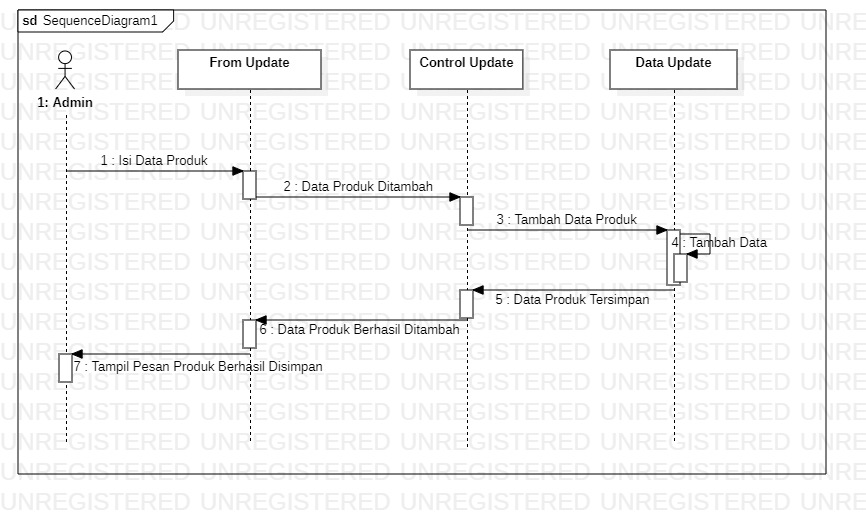 sd SequenceDiagram1
1: Admin
From Update
Control Update
Data Update
1 : Isi Data Produk
2 : Data Produk Ditambah
3 : Tambah Data Produk
4 : Tambah Data
5 : Data Produk Tersimpan
6 : Data Produk Berhasil Ditambah
7 : Tampil Pesan Produk Berhasil Disimpan
UNREGISTERED